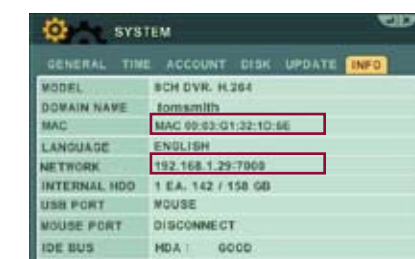 SYSTEM
GENERAL TIME ACCOUNT DISK UPDATE INFO
MODEL 8CH DVR. H.264
DOMAIN NAME tomsmith
MAC MAC 00:03:G1:32:1D:6E
LANGUAGE ENGLISH
NETWORK 192.168.1.29:7000
INTERNAL HDD 1 EA. 142 / 158 GB
USB PORT MOUSE
MOUSE PORT DISCONNECT
IDE BUS HDA : GOOD